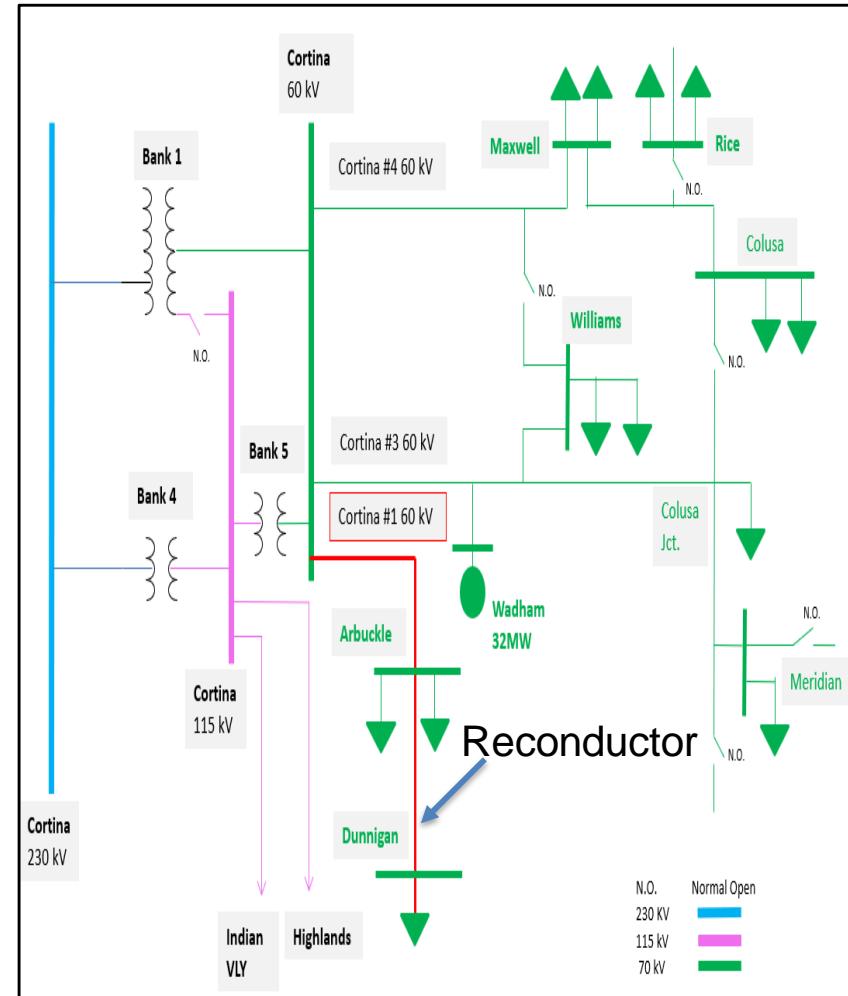 Cortina
60 kV
Bank 1
Cortina #4 60 kV
Maxwell
Rice
N.O.
Colusa
N.O.
N.O.
Williams
N.O.
Cortina #3 60 kV
Bank 5
Cortina #1 60 kV
Bank 4
Colusa
Jct.
Wadham
32MW
Arbuckle
N.O.
Meridian
Cortina
115 kV
Reconductor
N.O.
Dunnigan
Cortina
230 kV
Indian
VLY
Highlands
N.O. Normal Open
230 KV
115 kV
70 kV